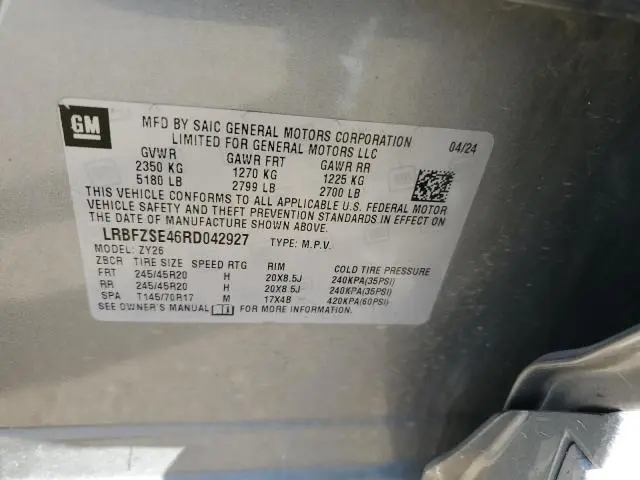 GM
MFD BY SAIC GENERAL MOTORS CORPORATION 04/24
LIMITED FOR GENERAL MOTORS LLC
GVWR GAWR FRT GAWR RR
2350 KG 1270 KG 1225 KG
5180 LB 2799 LB 2700 LB
THIS VEHICLE CONFORMS TO ALL APPLICABLE U.S. FEDERAL MOTOR
VEHICLE SAFETY AND THEFT PREVENTION STANDARDS IN EFFECT ON
THE DATE OF MANUFACTURE SHOWN ABOVE.
LRBFZSE46RD042927 TYPE: M.P.V.
MODEL: ZY26
ZBCR TIRE SIZE SPEED RTG RIM COLD TIRE PRESSURE
FRT 245/45R20 H 20X8.5J 240KPA(35PSI)
RR 245/45R20 H 20X8.5J 240KPA(35PSI)
SPA T145/70R17 M 17X4B 420KPA(60PSI)
SEE OWNER'S MANUAL FOR MORE INFORMATION.